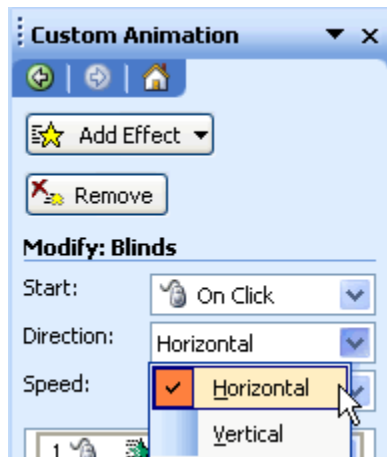 Custom Animation
Add Effect
Remove
Modify: Blinds
Start: On Click
Direction: Horizontal
Speed: Horizontal
Vertical
1